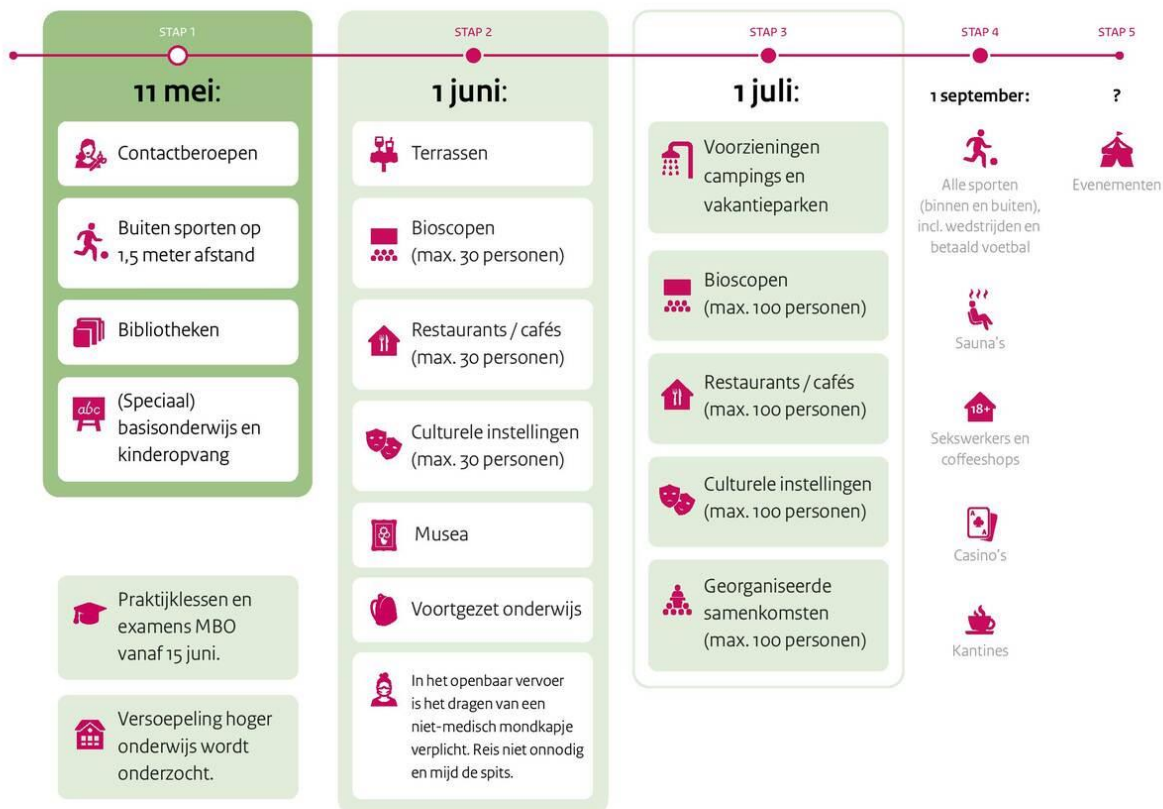 STAP 1
11 mei:
Contactberoepen
Buiten sporten op
1,5 meter afstand
Bibliotheken
abc
(Speciaal)
basisonderwijs en
kinderopvang
Praktijklessen en
examens MBO
vanaf 15 juni.
Versoepeling hoger
onderwijs wordt
onderzocht.
STAP 2
1 juni:
Terrassen
Bioscopen
(max. 30 personen)
Restaurants / cafés
(max. 30 personen)
Culturele instellingen
(max. 30 personen)
Musea
Voortgezet onderwijs
In het openbaar vervoer
is het dragen van een
niet-medisch mondkapje
verplicht. Reis niet onnodig
en mijd de spits.
STAP 3
1 juli:
Voorzieningen
campings en
vakantieparken
Bioscopen
(max. 100 personen)
Restaurants / cafés
(max. 100 personen)
Culturele instellingen
(max. 100 personen)
Georganiseerde
samenkomsten
(max. 100 personen)
STAP 4
1 september:
Alle sporten
(binnen en buiten),
incl. wedstrijden en
betaald voetbal
Sauna's
18+
Sekswerkers en
coffeeshops
A
A
Casino's
Kantines
STAP 5
?
Evenementen